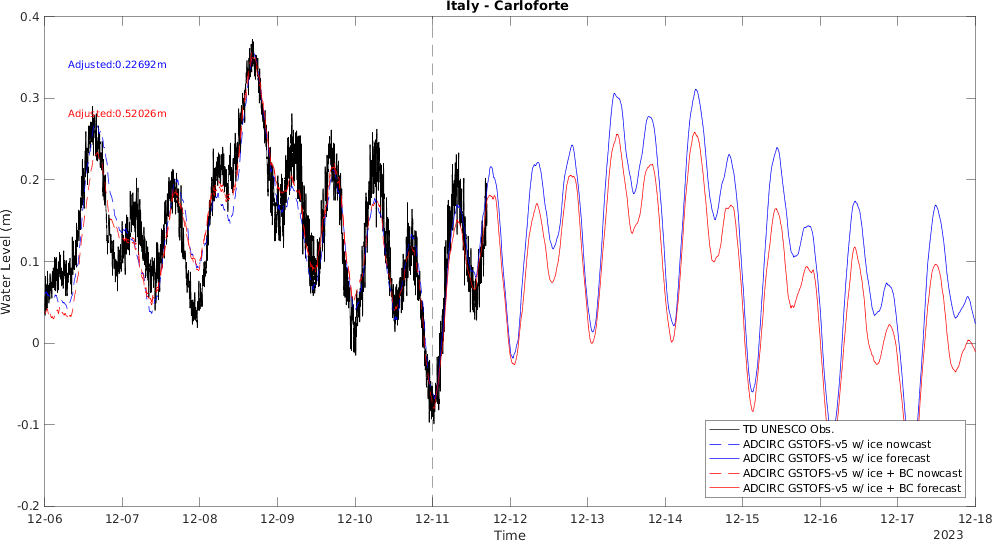 Italy - Carloforte
0.4
0.3
0.2
0.1
0
-0.1
-0.2
Water Level (m)
Adjusted:0.22692m
Adjusted:0.52026m
TD UNESCO Obs.
ADCIRC GSTOFS-v5 w/ ice nowcast
ADCIRC GSTOFS-v5 w/ ice forecast
ADCIRC GSTOFS-v5 w/ ice + BC nowcast
ADCIRC GSTOFS-v5 w/ ice + BC forecast
12-06 12-07 12-08 12-09 12-10 12-11 12-12 12-13 12-14 12-15 12-16 12-17 12-18
Time
2023